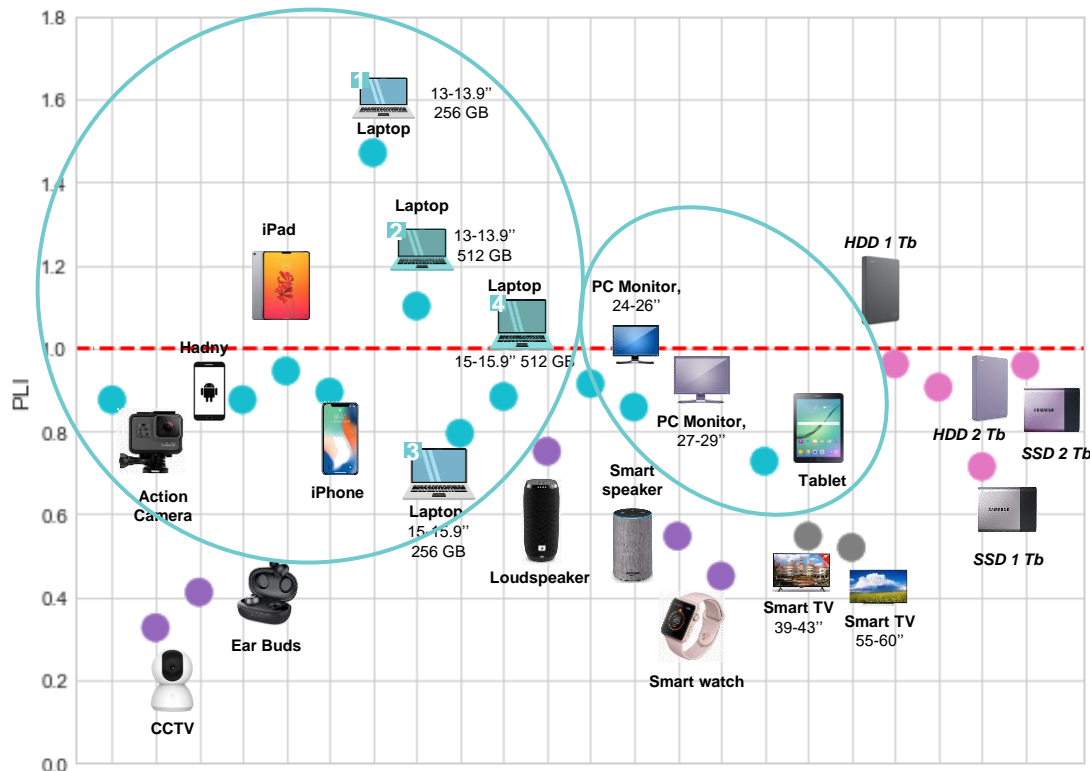 1.8
1.6
1.4
1.2
1.0
0.8
0.6
0.4
0.2
0.0
PLI
1
13-13.9’’
256 GB
Laptop
Laptop
2
13-13.9’’
512 GB
iPad
Laptop
4
15-15.9’’ 512 GB
Hadny
PC Monitor,
24-26’’
HDD 1 Tb
PC Monitor,
27-29’’
HDD 2 Tb
SSD 2 Tb
Action
Camera
iPhone
3
Laptop
15-15.9’’
256 GB
Smart
speaker
Tablet
Loudspeaker
SSD 1 Tb
Ear Buds
Smart TV
39-43’’
Smart TV
55-60’’
Smart watch
CCTV